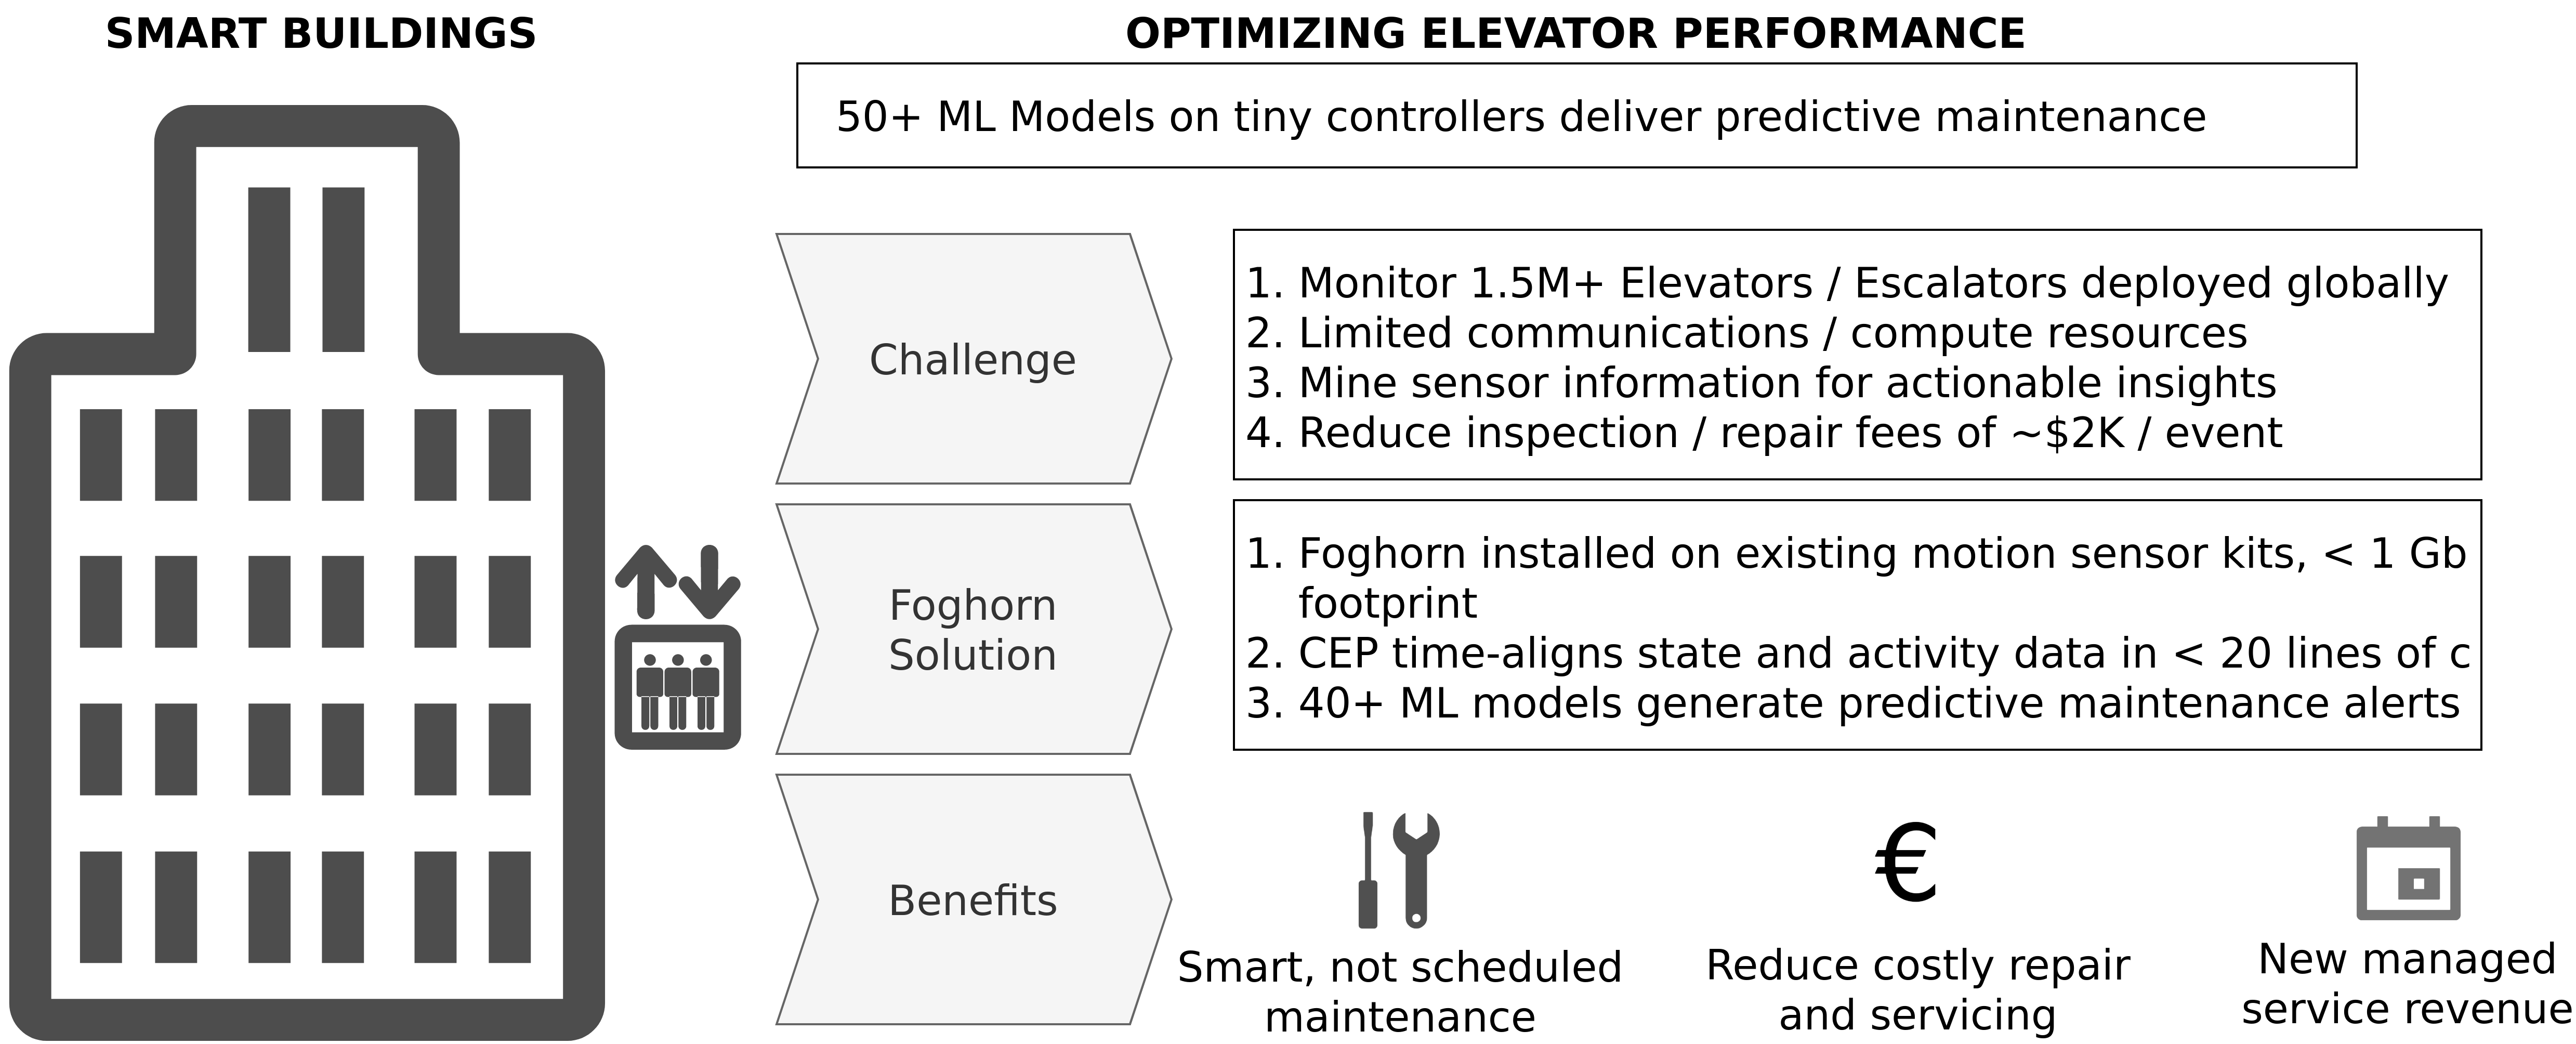 SMART BUILDINGS
OPTIMIZING ELEVATOR PERFORMANCE
50+ ML Models on tiny controllers deliver predictive maintenance
Challenge
1. Monitor 1.5M+ Elevators / Escalators deployed globally
2. Limited communications / compute resources
3. Mine sensor information for actionable insights
4. Reduce inspection / repair fees of ~$2K / event
Foghorn
Solution
1. Foghorn installed on existing motion sensor kits, < 1 Gb
footprint
2. CEP time-aligns state and activity data in < 20 lines of c
3. 40+ ML models generate predictive maintenance alerts
Benefits
Smart, not scheduled
maintenance
€
Reduce costly repair
and servicing
New managed
service revenue